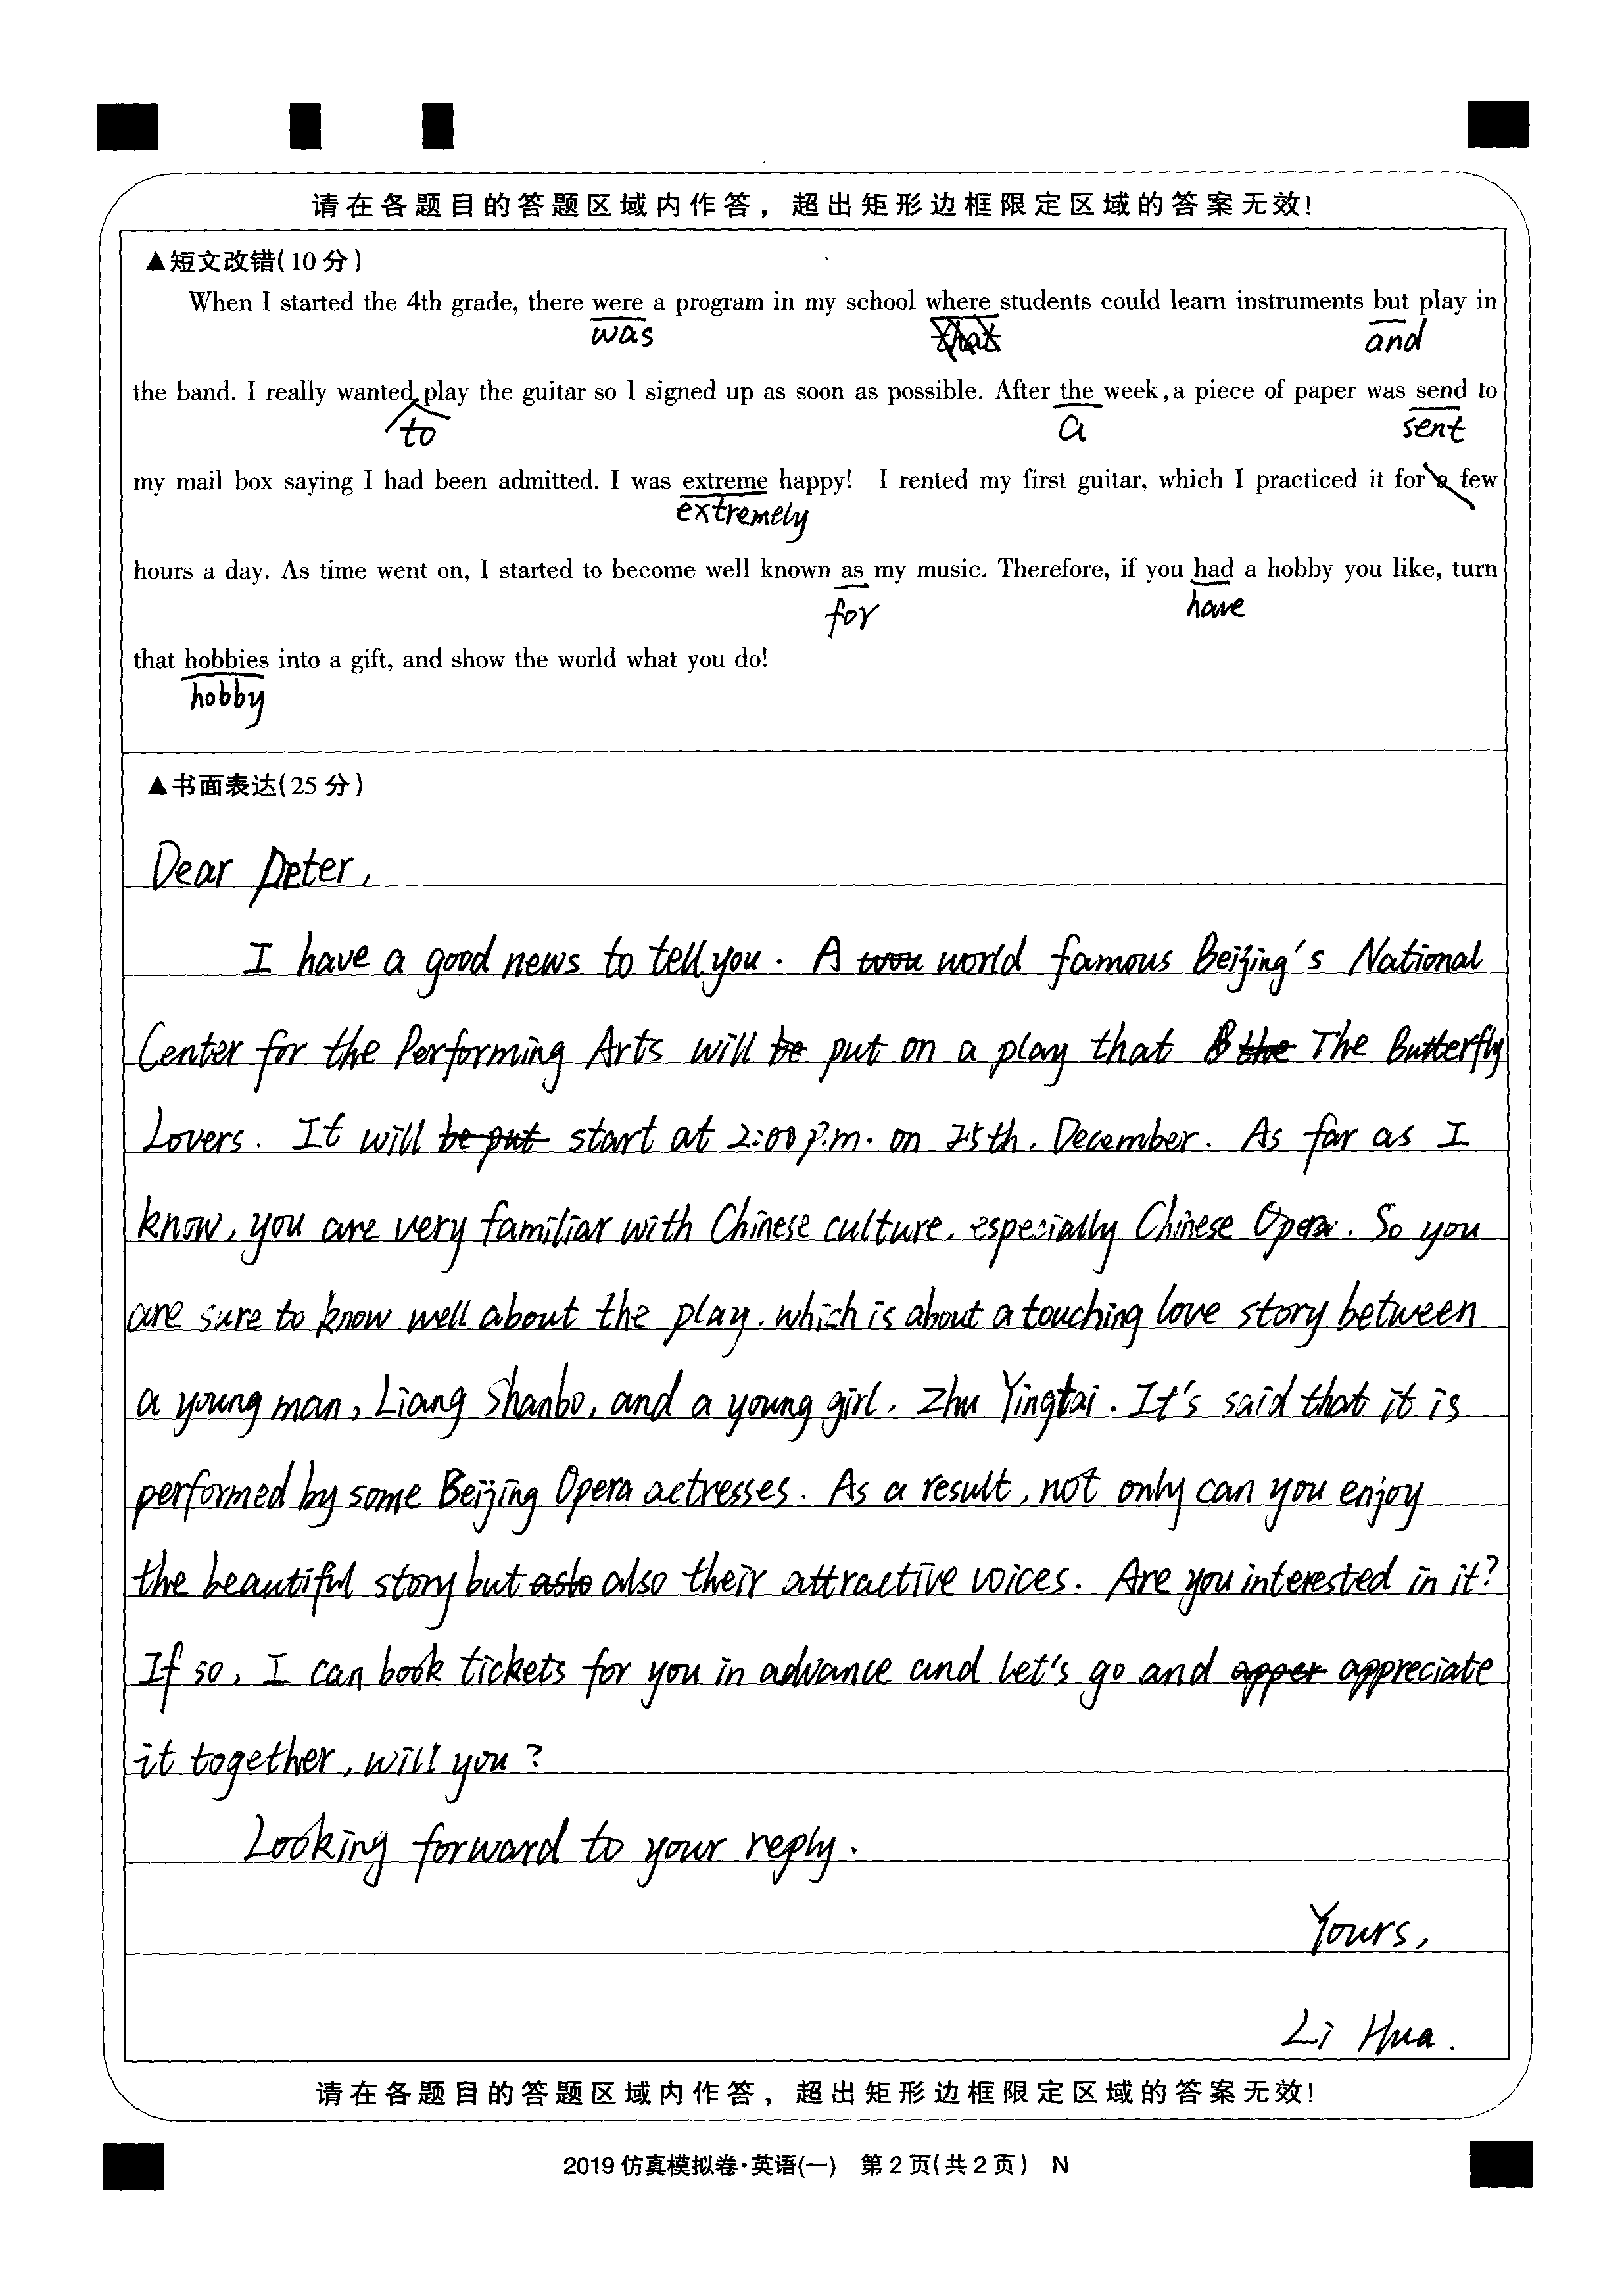 请在各题目的答题区域内作答，超出矩形边框限定区域的答案无效!
▲短文改错(10分)
When I started the 4th grade, there were a program in my school where students could learn instruments but play in
was and
the band. I really wanted play the guitar so I signed up as soon as possible. After the week, a piece of paper was send to
to a sent
my mail box saying I had been admitted. I was extreme happy! I rented my first guitar, which I practiced it for a few
extremely
hours a day. As time went on, I started to become well known as my music. Therefore, if you had a hobby you like, turn
for have
that hobbies into a gift, and show the world what you do!
hobby
▲书面表达(25分)
Dear Peter,
I have a good news to tell you. A world famous Beijing's National
Center for the Performing Arts will be put on a play that the The Butterfly
Lovers. It will be put start at 2:00 p.m. on 25th, December. As far as I
know, you are very familiar with Chinese culture, especially Chinese Opera. So you
are sure to know well about the play, which is about a touching love story between
a young man, Liang Shanbo, and a young girl, Zhu Yingtai. It's said that it is
performed by some Beijing Opera actresses. As a result, not only can you enjoy
the beautiful story but aslo also their attractive voices. Are you interested in it?
If so, I can book tickets for you in advance and let's go and apper appreciate
it together, will you?
Looking forward to your reply.
Yours,
Li Hua.
请在各题目的答题区域内作答，超出矩形边框限定区域的答案无效!
2019仿真模拟卷·英语(一) 第2页(共2页) N